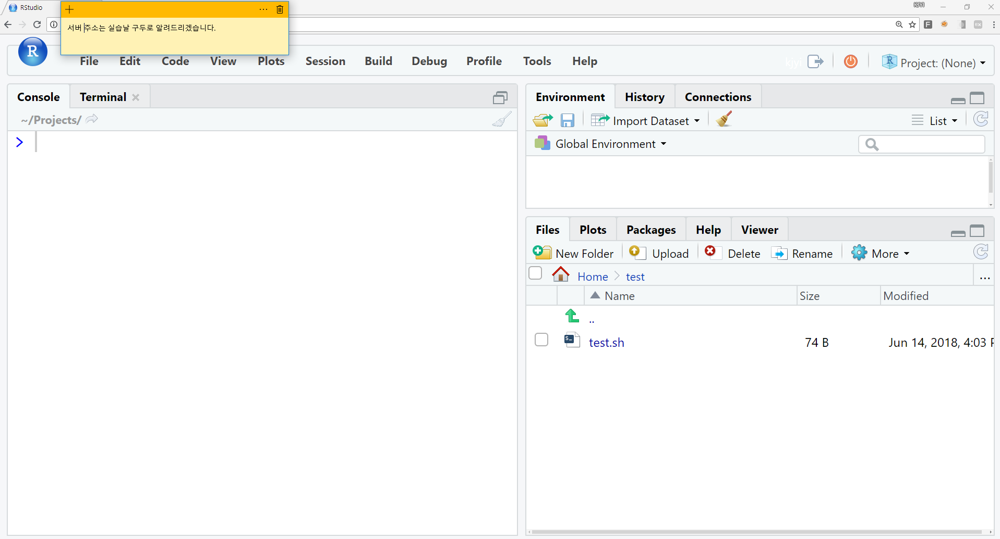 RStudio
KJYI
서버 주소는 실습날 구두로 알려드리겠습니다.
R
File Edit Code View Plots Session Build Debug Profile Tools Help
kjyi
Project: (None)
Console Terminal
~/Projects/
>
Environment History Connections
Import Dataset
List
Global Environment
Files Plots Packages Help Viewer
New Folder Upload Delete Rename More
Home test ...
Name Size Modified
..
test.sh 74 B Jun 14, 2018, 4:03